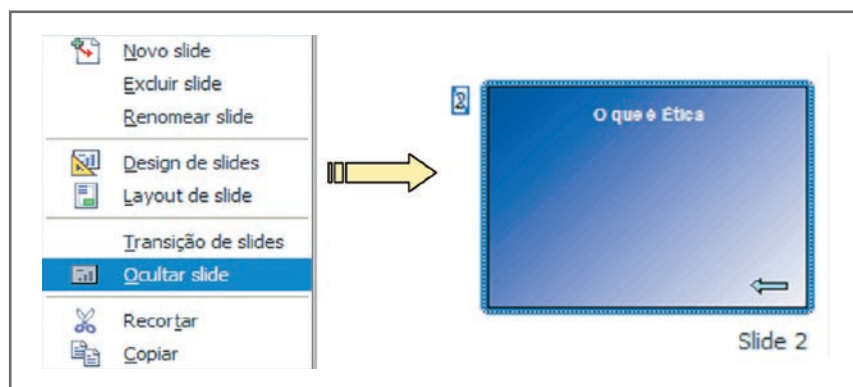 Novo slide
Excluir slide
Renomear slide
Design de slides
Layout de slide
Transição de slides
Ocultar slide
Recortar
Copiar
2
O que é Ética
Slide 2